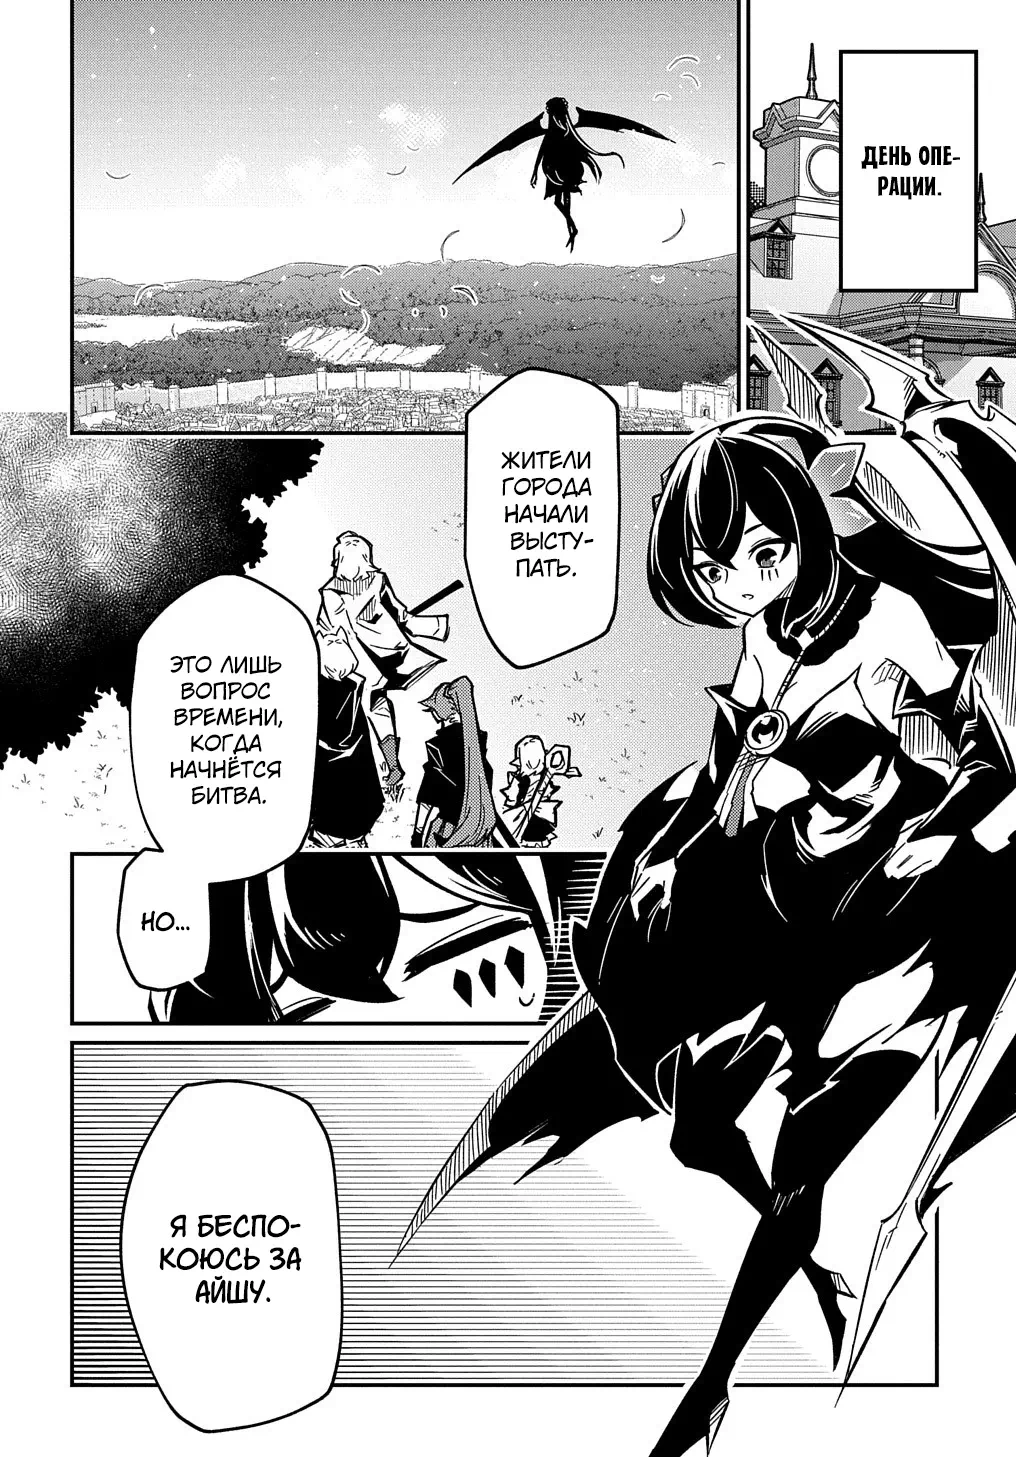 ДЕНЬ ОПЕ-
РАЦИИ.
ЖИТЕЛИ
ГОРОДА
НАЧАЛИ
ВЫСТУ-
ПАТЬ.
ЭТО ЛИШЬ
ВОПРОС
ВРЕМЕНИ,
КОГДА
НАЧНЁТСЯ
БИТВА.
НО...
Я БЕСПО-
КОЮСЬ ЗА
АЙШУ.